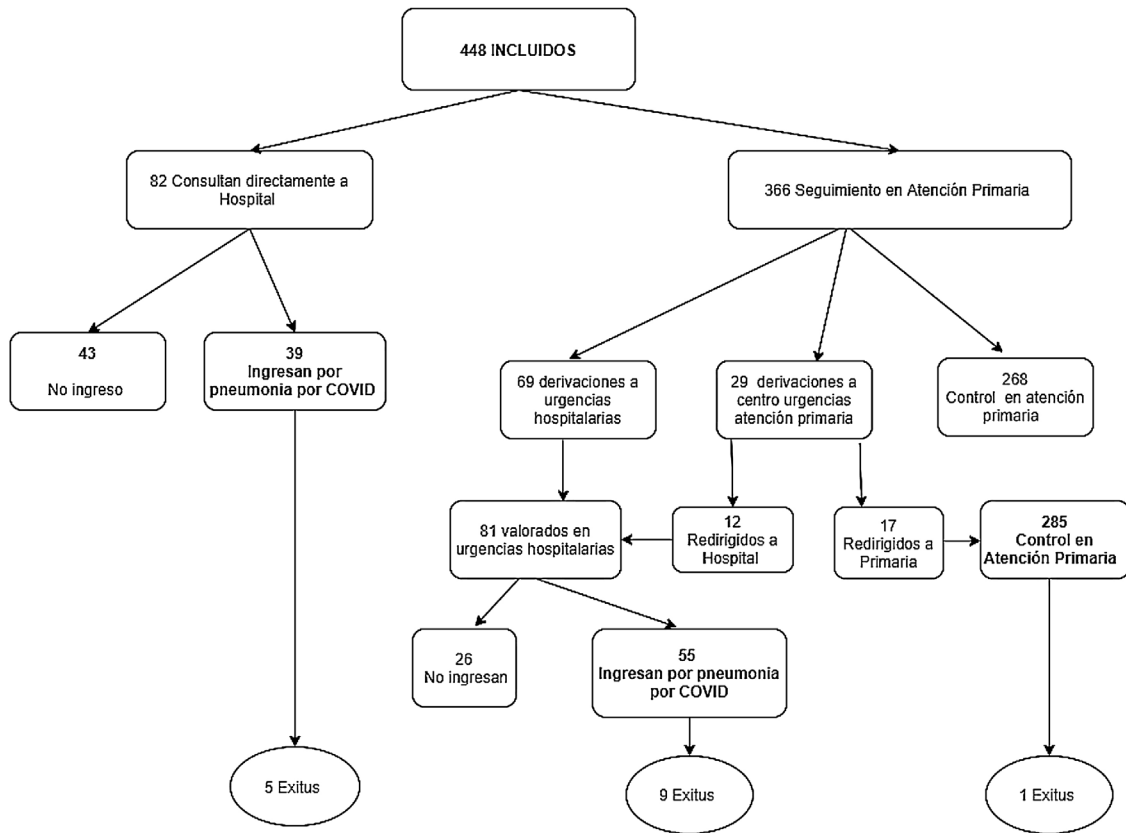 448 INCLUIDOS
82 Consultan directamente a
Hospital
366 Seguimiento en Atención Primaria
43
No ingreso
39
Ingresan por
pneumonia por COVID
69 derivaciones a
urgencias
hospitalarias
29 derivaciones a
centro urgencias
atención primaria
268
Control en atención
primaria
81 valorados en
urgencias hospitalarias
12
Redirigidos a
Hospital
17
Redirigidos a
Primaria
285
Control en
Atención Primaria
26
No ingresan
55
Ingresan por pneumonia
por COVID
5 Exitus
9 Exitus
1 Exitus